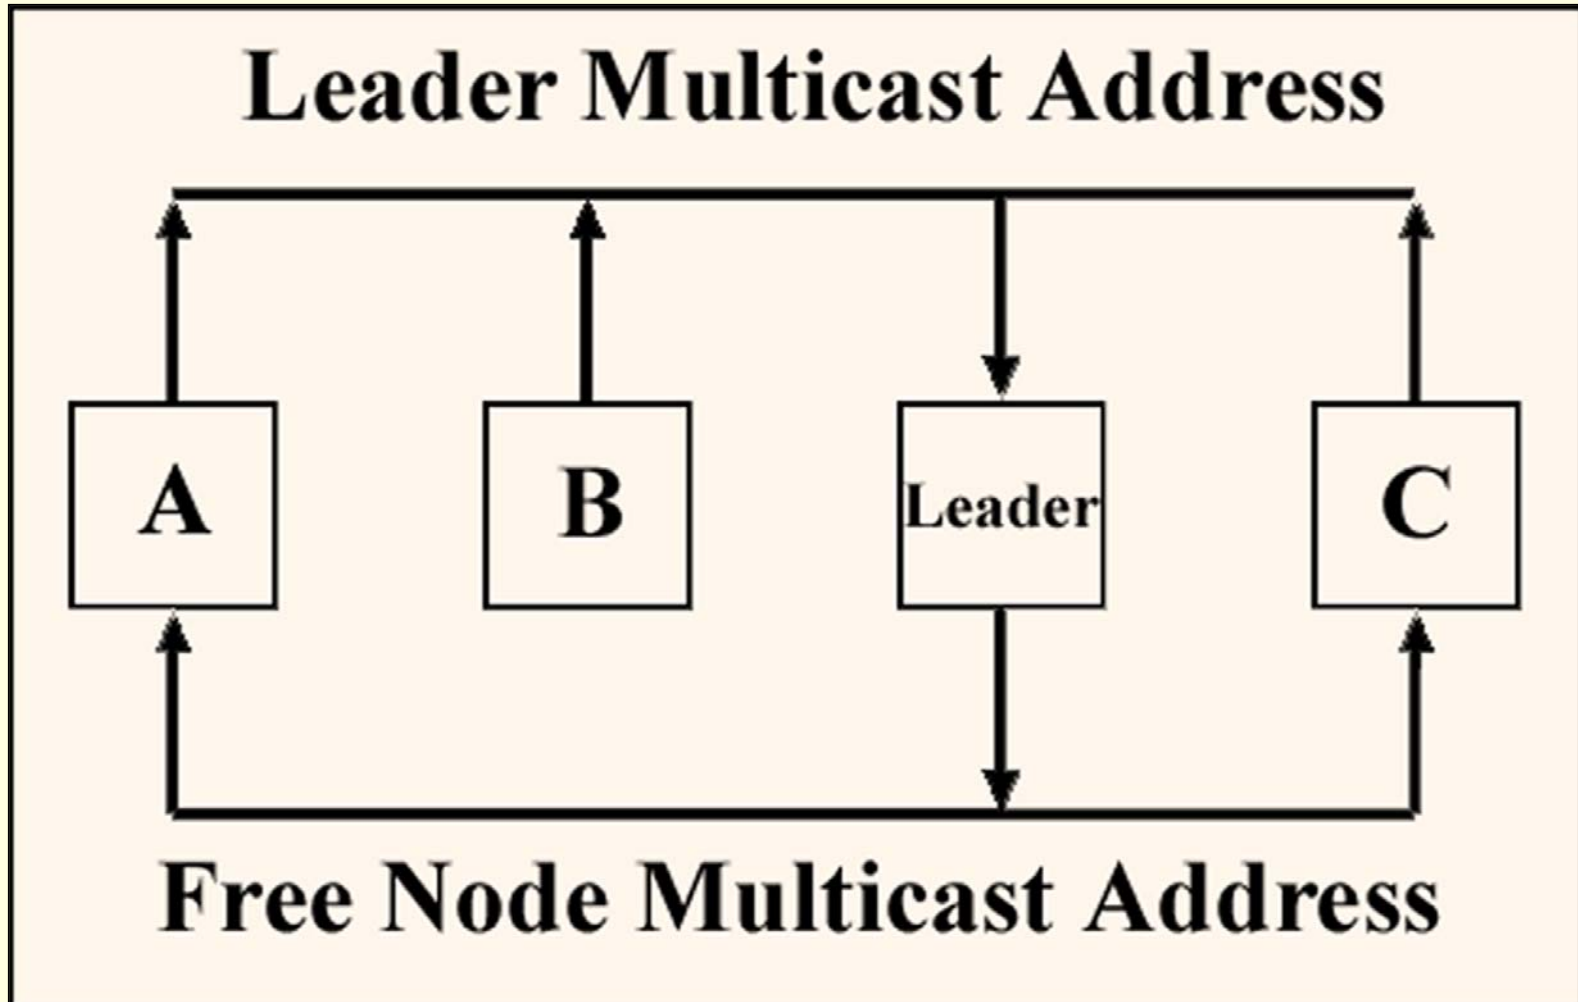 Leader Multicast Address
A
B
Leader
C
Free Node Multicast Address